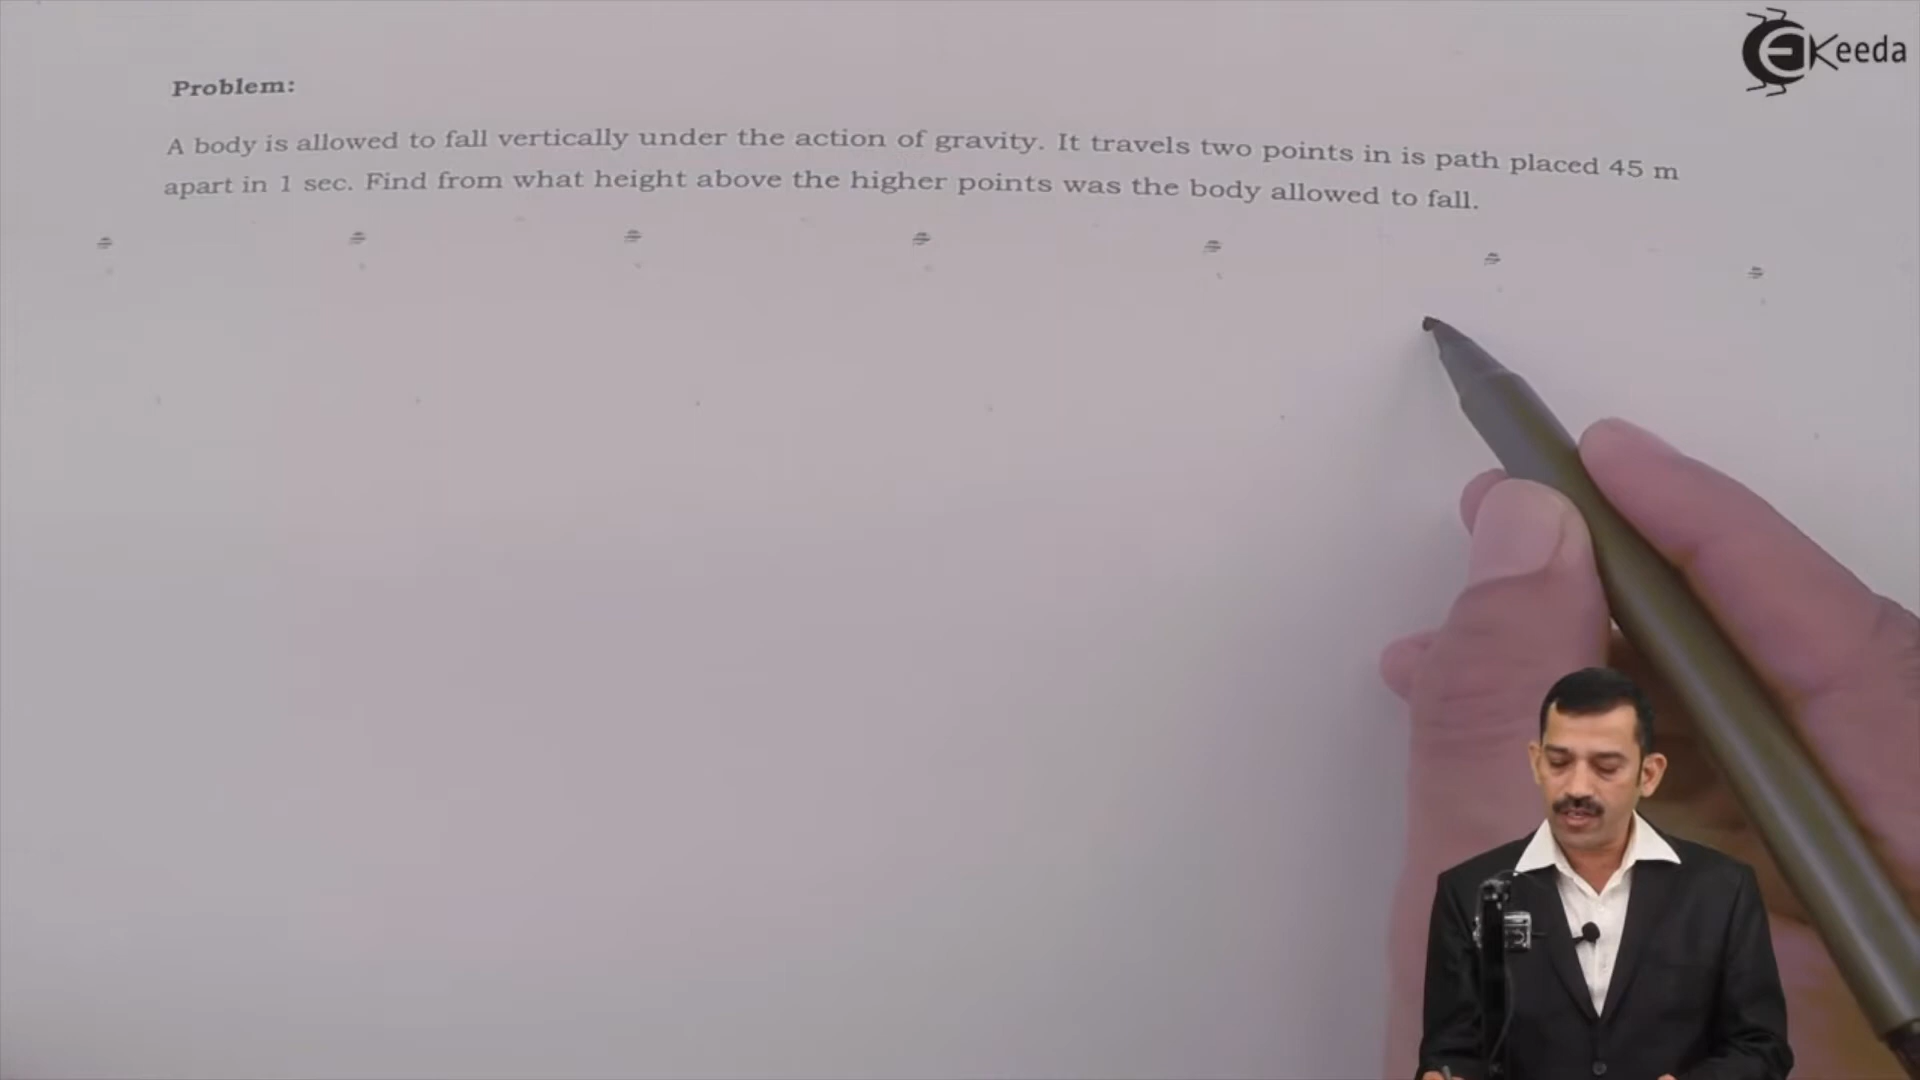 EKeeda
Problem:
A body is allowed to fall vertically under the action of gravity. It travels two points in is path placed 45 m
apart in 1 sec. Find from what height above the higher points was the body allowed to fall.